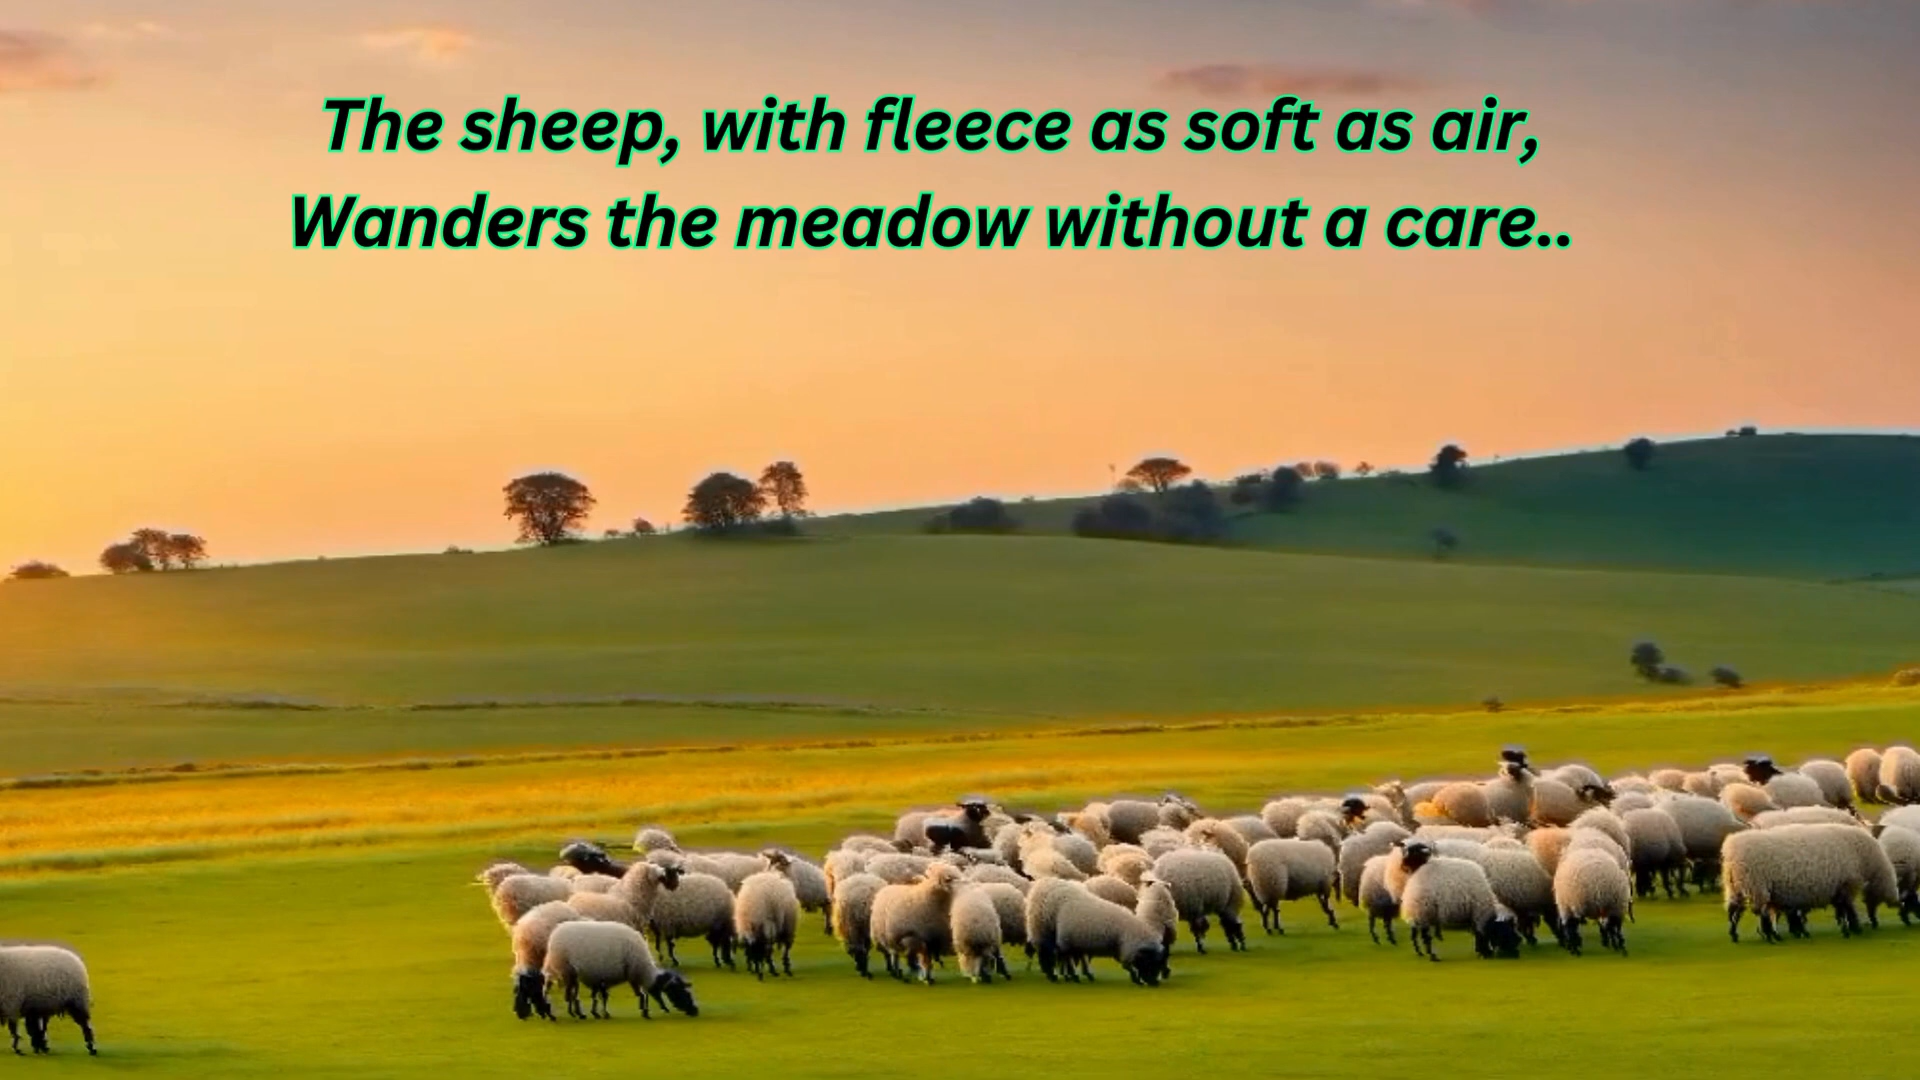 The sheep, with fleece as soft as air,
Wanders the meadow without a care..